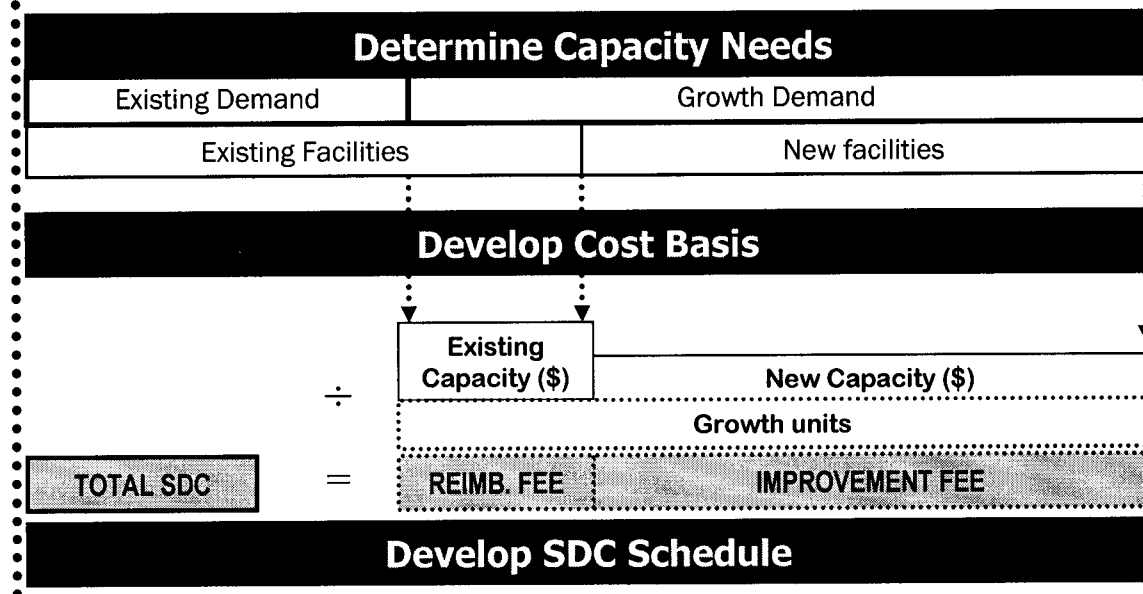 Determine Capacity Needs
Existing Demand Growth Demand
Existing Facilities New facilities
Develop Cost Basis
Existing
Capacity ($) New Capacity ($)
÷
Growth units
TOTAL SDC = REIMB. FEE IMPROVEMENT FEE
Develop SDC Schedule